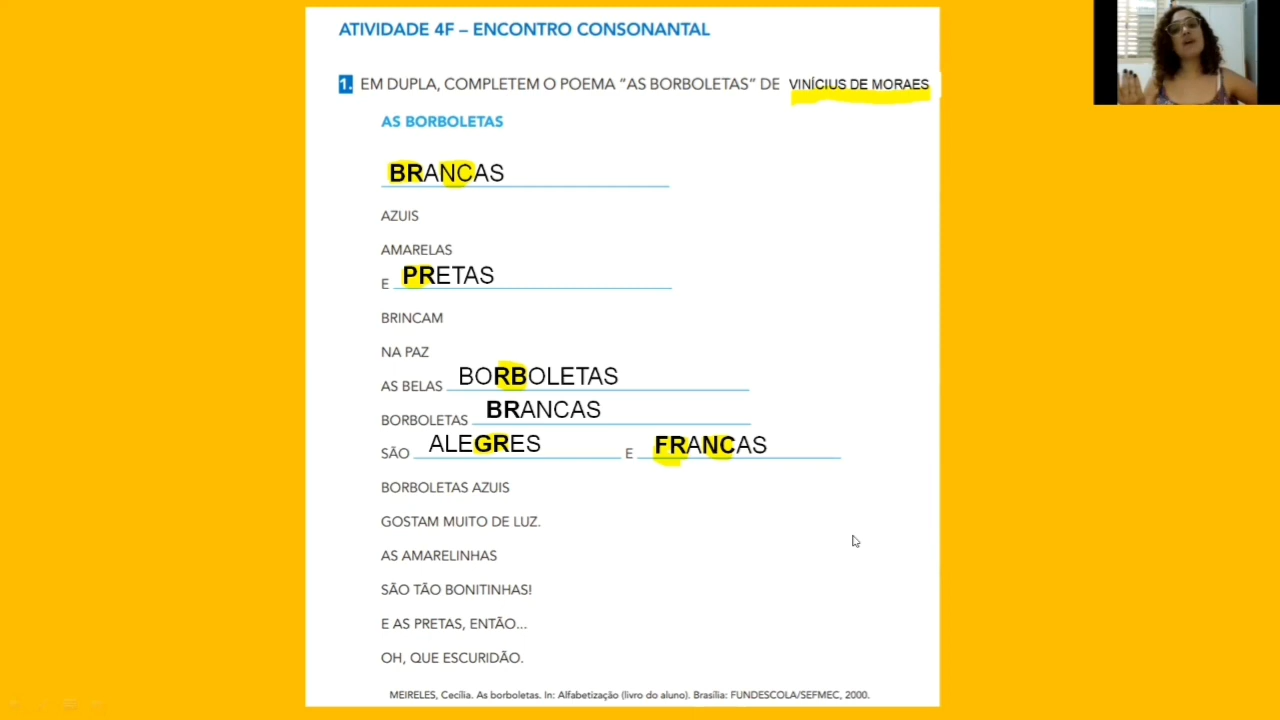 ATIVIDADE 4F – ENCONTRO CONSONANTAL
1. EM DUPLA, COMPLETEM O POEMA “AS BORBOLETAS” DE VINÍCIUS DE MORAES
AS BORBOLETAS
BRANCAS
AZUIS
AMARELAS
E PRETAS
BRINCAM
NA PAZ
AS BELAS BORBOLETAS
BORBOLETAS BRANCAS
SÃO ALEGRES E FRANCAS
BORBOLETAS AZUIS
GOSTAM MUITO DE LUZ.
AS AMARELINHAS
SÃO TÃO BONITINHAS!
E AS PRETAS, ENTÃO...
OH, QUE ESCURIDÃO.
MEIRELES, Cecília. As borboletas. In: Alfabetização (livro do aluno). Brasília: FUNDESCOLA/SEFMEC, 2000.